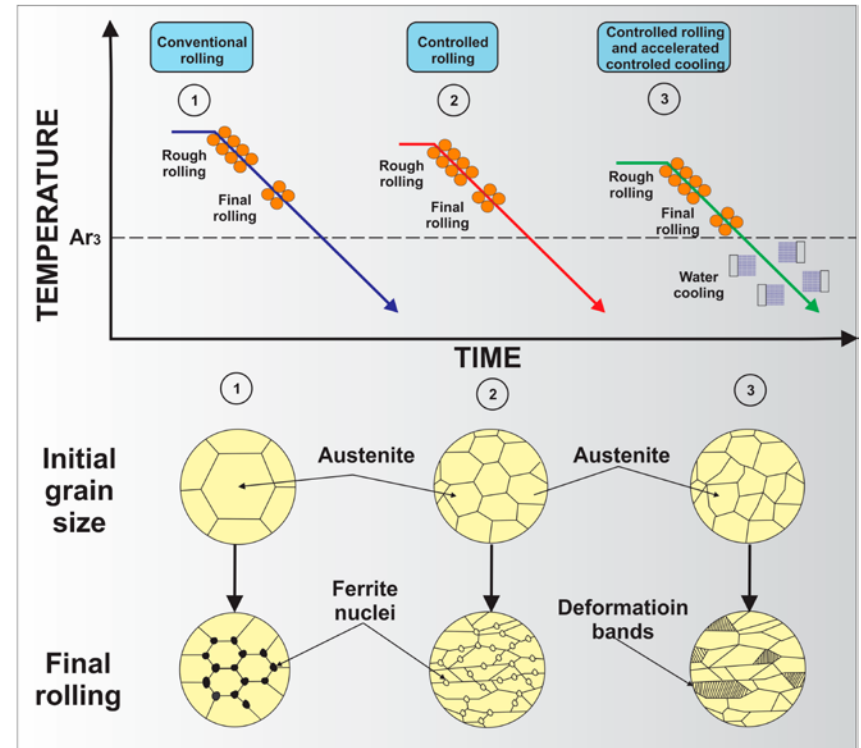 Conventional
rolling
Controlled
rolling
Controlled rolling
and accelerated
controled cooling
1
2
3
TEMPERATURE
Rough
rolling
Final
rolling
Rough
rolling
Final
rolling
Rough
rolling
Final
rolling
Ar3
Water
cooling
TIME
1
2
3
Initial
grain
size
Austenite
Austenite
Ferrite
nuclei
Deformatioin
bands
Final
rolling